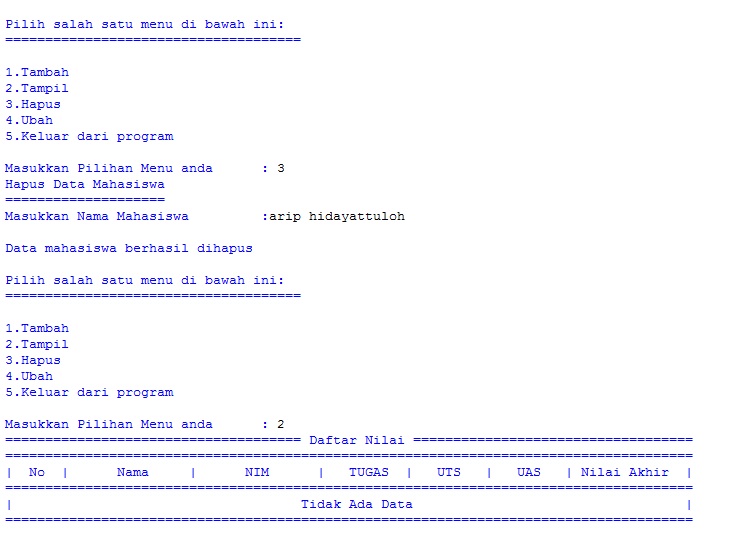 Pilih salah satu menu di bawah ini:
=====================================
1.Tambah
2.Tampil
3.Hapus
4.Ubah
5.Keluar dari program
Masukkan Pilihan Menu anda      : 3
Hapus Data Mahasiswa
====================
Masukkan Nama Mahasiswa         :arip hidayattuloh
Data mahasiswa berhasil dihapus
Pilih salah satu menu di bawah ini:
=====================================
1.Tambah
2.Tampil
3.Hapus
4.Ubah
5.Keluar dari program
Masukkan Pilihan Menu anda      : 2
===================================== Daftar Nilai ===================================
======================================================================================
|  No  |      Nama     |      NIM      |   TUGAS  |   UTS   |   UAS   | Nilai Akhir  |
======================================================================================
|                                    Tidak Ada Data                                  |
======================================================================================